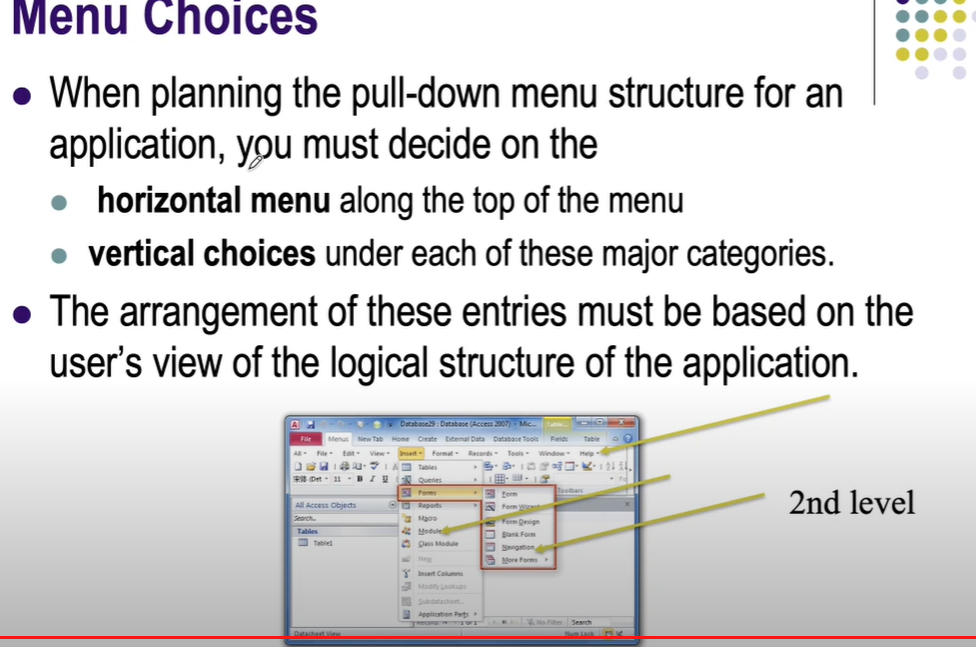 Menu Choices
When planning the pull-down menu structure for an
application, you must decide on the
horizontal menu along the top of the menu
vertical choices under each of these major categories.
The arrangement of these entries must be based on the
user's view of the logical structure of the application.
Database29 : Database (Access 2007) - Mic... Table...
File Menus New Tab Home Create External Data Database Tools Fields Table
All File Edit View Insert Format Records Tools Window Help
Tables
11 B I U
Queries
Forms
Form
Toolbars
All Access Objects
Reports
Form Wizard
Search..
Macro
Form Design
2nd level
Tables
Module
Blank Form
Table1
Class Module
Navigation
New
More Forms
Insert Columns
Modify Lookups
Subdatasheet...
Application Parts
No Filter Search
Datasheet View
Num Lock